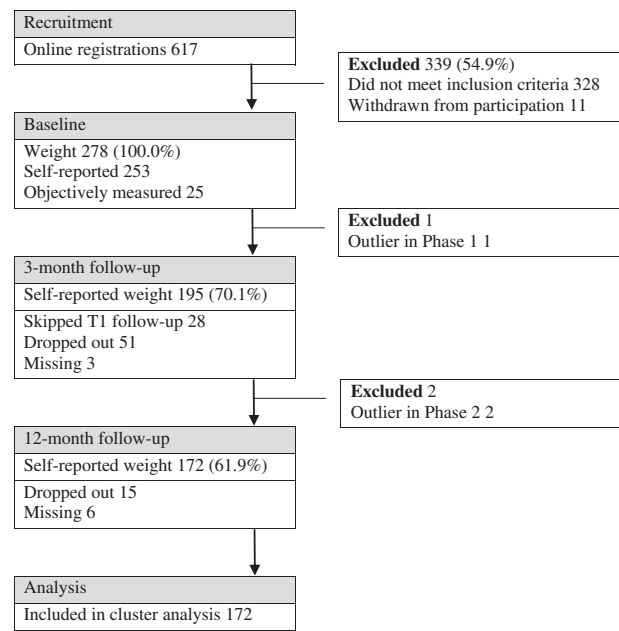 Recruitment
Online registrations 617
Excluded 339 (54.9%)
Did not meet inclusion criteria 328
Withdrawn from participation 11
Baseline
Weight 278 (100.0%)
Self-reported 253
Objectively measured 25
Excluded 1
Outlier in Phase 1 1
3-month follow-up
Self-reported weight 195 (70.1%)
Skipped T1 follow-up 28
Dropped out 51
Missing 3
Excluded 2
Outlier in Phase 2 2
12-month follow-up
Self-reported weight 172 (61.9%)
Dropped out 15
Missing 6
Analysis
Included in cluster analysis 172